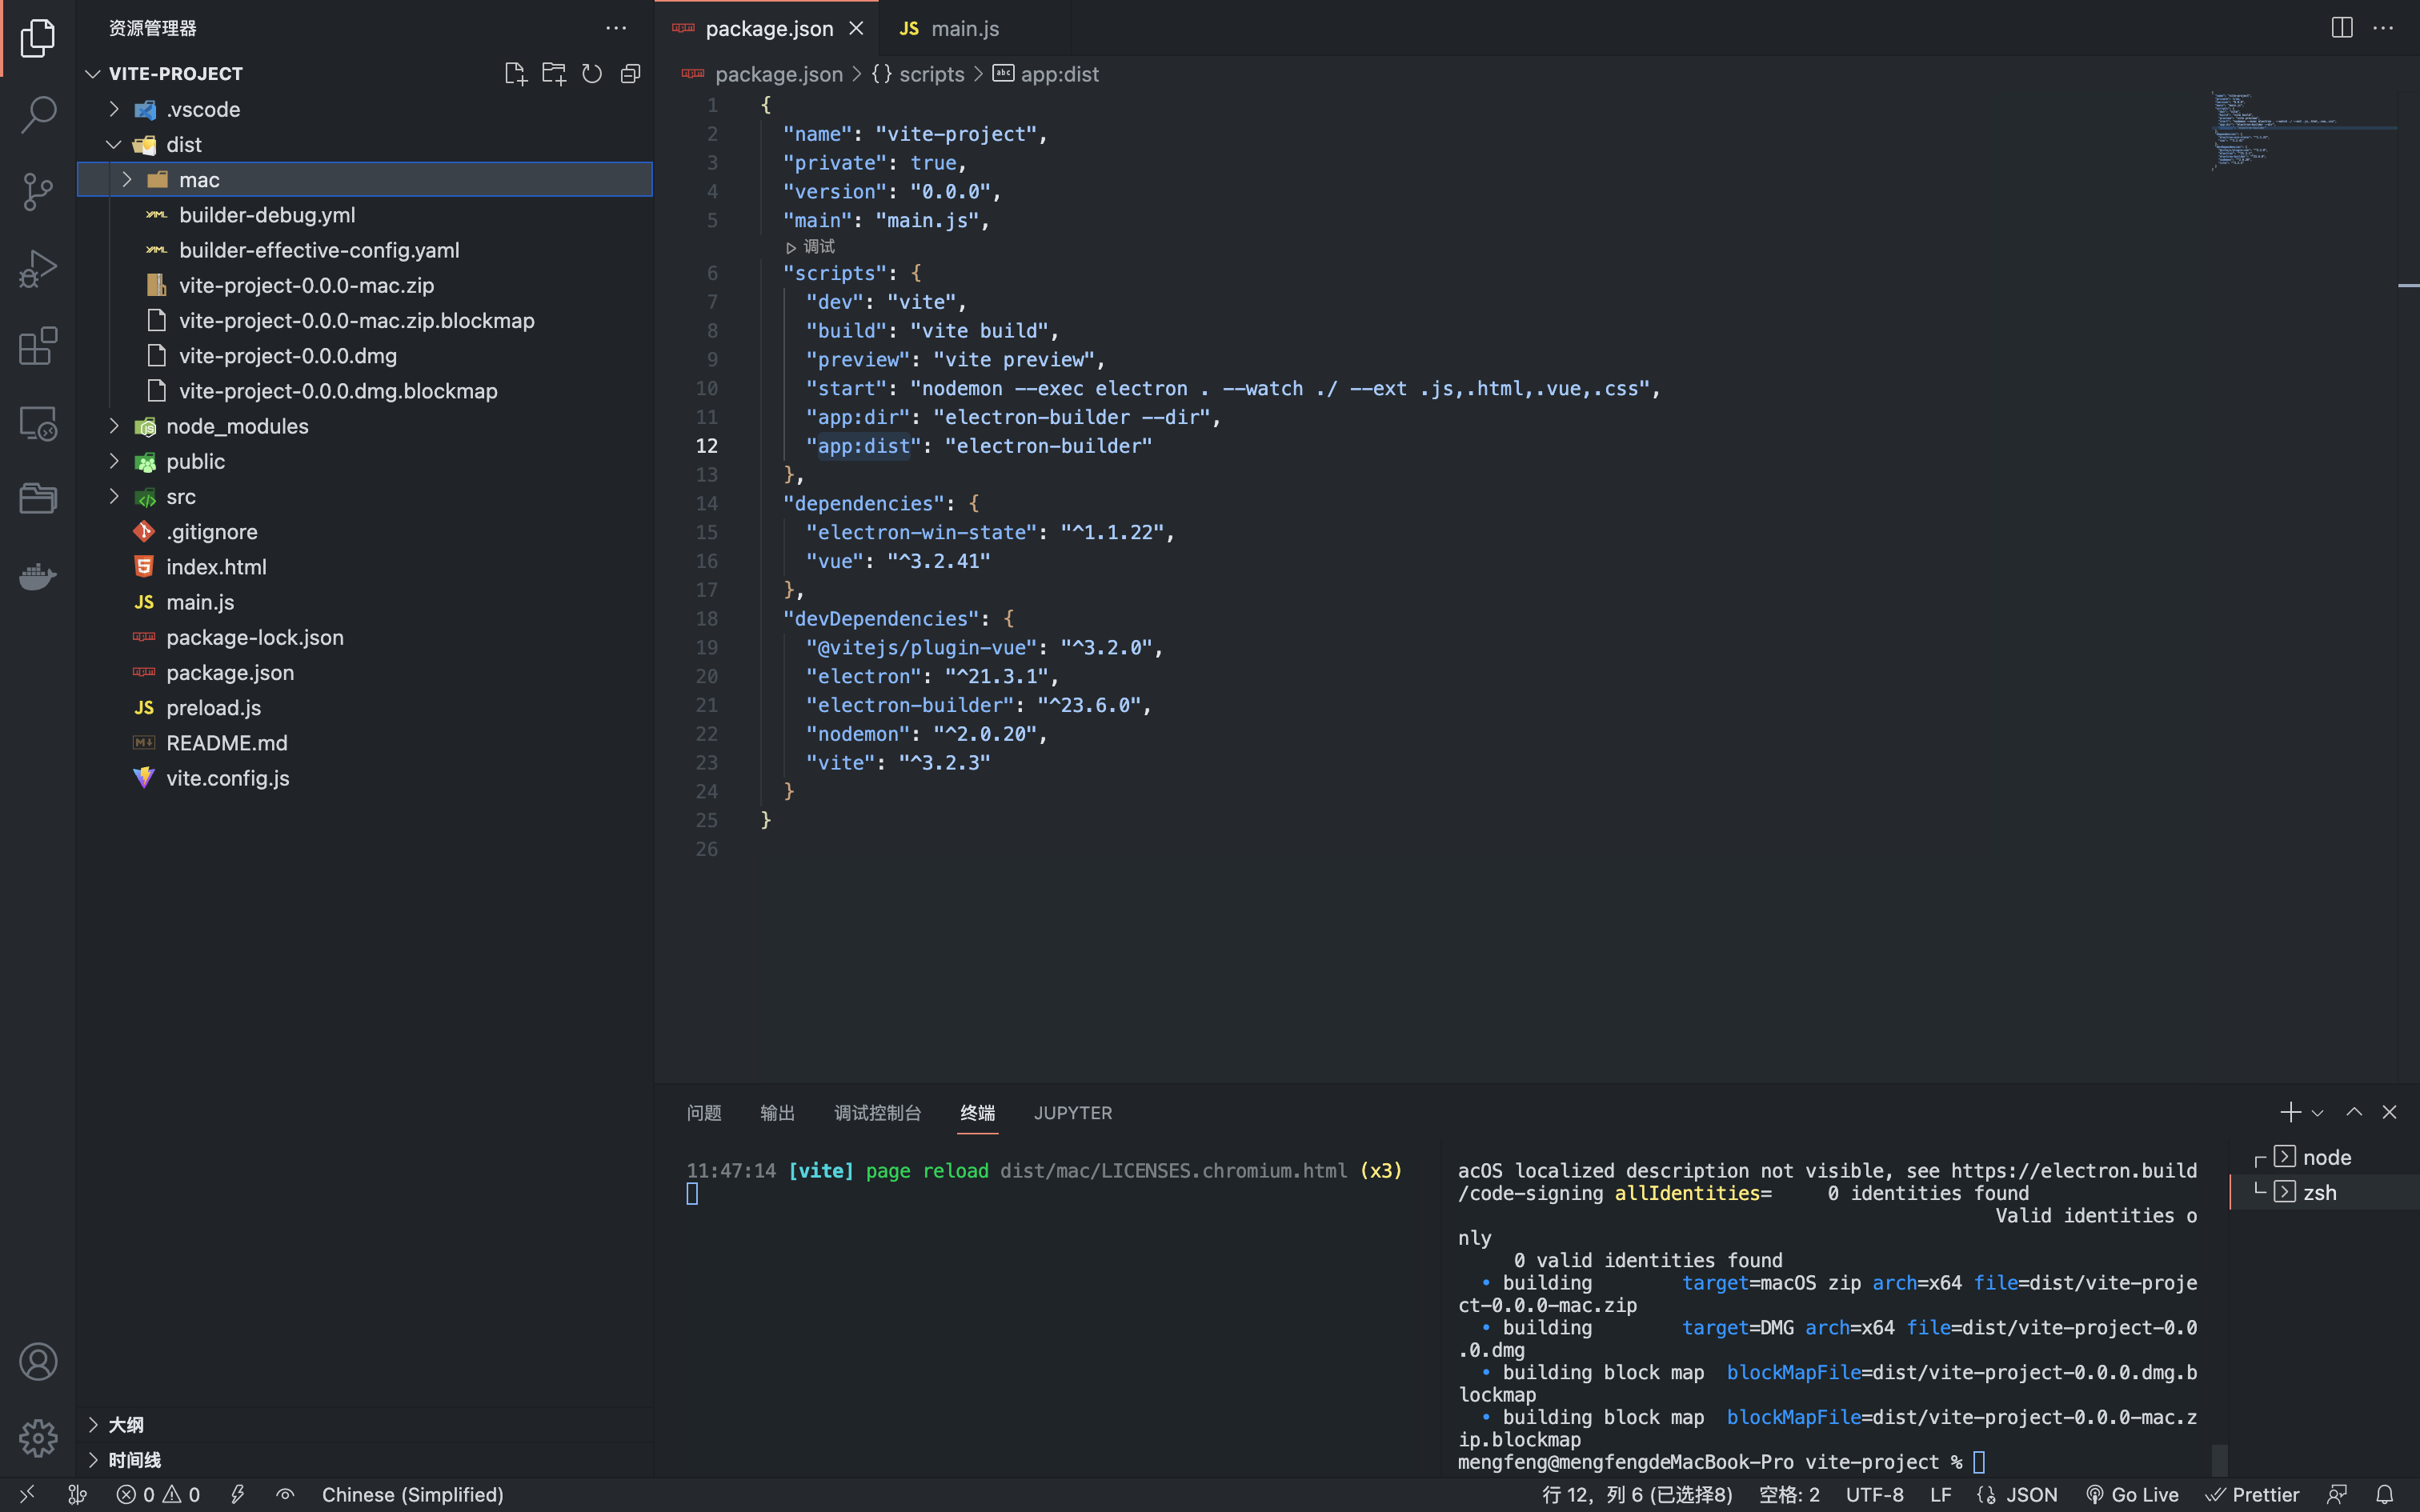 资源管理器
VITE-PROJECT
.vscode
dist
mac
builder-debug.yml
builder-effective-config.yaml
vite-project-0.0.0-mac.zip
vite-project-0.0.0-mac.zip.blockmap
vite-project-0.0.0.dmg
vite-project-0.0.0.dmg.blockmap
node_modules
public
src
.gitignore
index.html
JS main.js
package-lock.json
package.json
JS preload.js
README.md
vite.config.js
大纲
时间线
package.json
JS main.js
package.json > {} scripts > abc app:dist
1 {
2 "name": "vite-project",
3 "private": true,
4 "version": "0.0.0",
5 "main": "main.js",
调试
6 "scripts": {
7 "dev": "vite",
8 "build": "vite build",
9 "preview": "vite preview",
10 "start": "nodemon --exec electron . --watch ./ --ext .js,.html,.vue,.css",
11 "app:dir": "electron-builder --dir",
12 "app:dist": "electron-builder"
13 },
14 "dependencies": {
15 "electron-win-state": "^1.1.22",
16 "vue": "^3.2.41"
17 },
18 "devDependencies": {
19 "@vitejs/plugin-vue": "^3.2.0",
20 "electron": "^21.3.1",
21 "electron-builder": "^23.6.0",
22 "nodemon": "^2.0.20",
23 "vite": "^3.2.3"
24 }
25 }
26
问题 输出 调试控制台 终端 JUPYTER
11:47:14 [vite] page reload dist/mac/LICENSES.chromium.html (x3)
acOS localized description not visible, see https://electron.build
/code-signing allIdentities= 0 identities found
Valid identities o
nly
0 valid identities found
• building target=macOS zip arch=x64 file=dist/vite-proje
ct-0.0.0-mac.zip
• building target=DMG arch=x64 file=dist/vite-project-0.0
.0.dmg
• building block map blockMapFile=dist/vite-project-0.0.0.dmg.b
lockmap
• building block map blockMapFile=dist/vite-project-0.0.0-mac.z
ip.blockmap
mengfeng@mengfengdeMacBook-Pro vite-project %
node
zsh
0 0 Chinese (Simplified) 行 12，列 6 (已选择8) 空格: 2 UTF-8 LF JSON Go Live Prettier